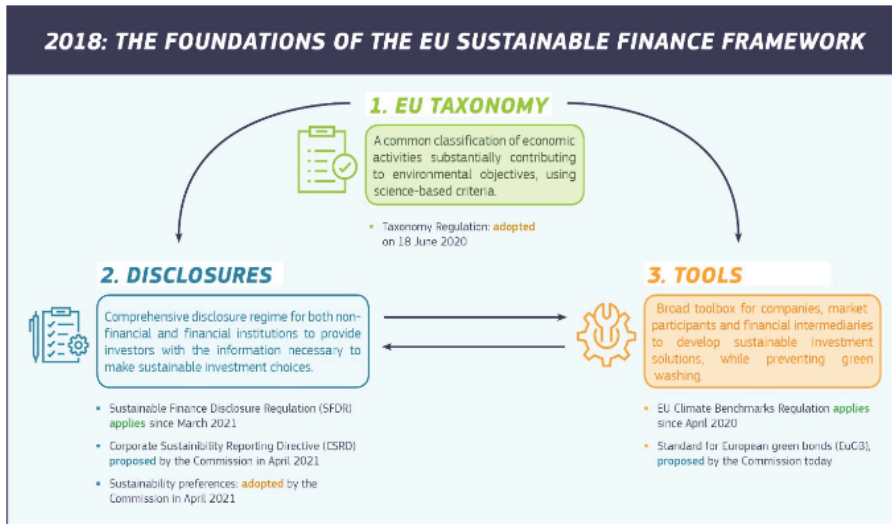 2018: THE FOUNDATIONS OF THE EU SUSTAINABLE FINANCE FRAMEWORK
1. EU TAXONOMY
A common classification of economic
activities substantially contributing
to environmental objectives, using
science-based criteria.
• Taxonomy Regulation: adopted
on 18 June 2020
2. DISCLOSURES
Comprehensive disclosure regime for both non-
financial and financial institutions to provide
investors with the information necessary to
make sustainable investment choices.
• Sustainable Finance Disclosure Regulation (SFDR)
applies since March 2021
• Corporate Sustainibility Reporting Directive (CSRD)
proposed by the Commission in April 2021
• Sustainability preferences: adopted by the
Commission in April 2021
3. TOOLS
Broad toolbox for companies, market
participants and financial intermediaries
to develop sustainable investment
solutions, while preventing green
washing.
• EU Climate Benchmarks Regulation applies
since April 2020
• Standard for European green bonds (EuGB),
proposed by the Commission today